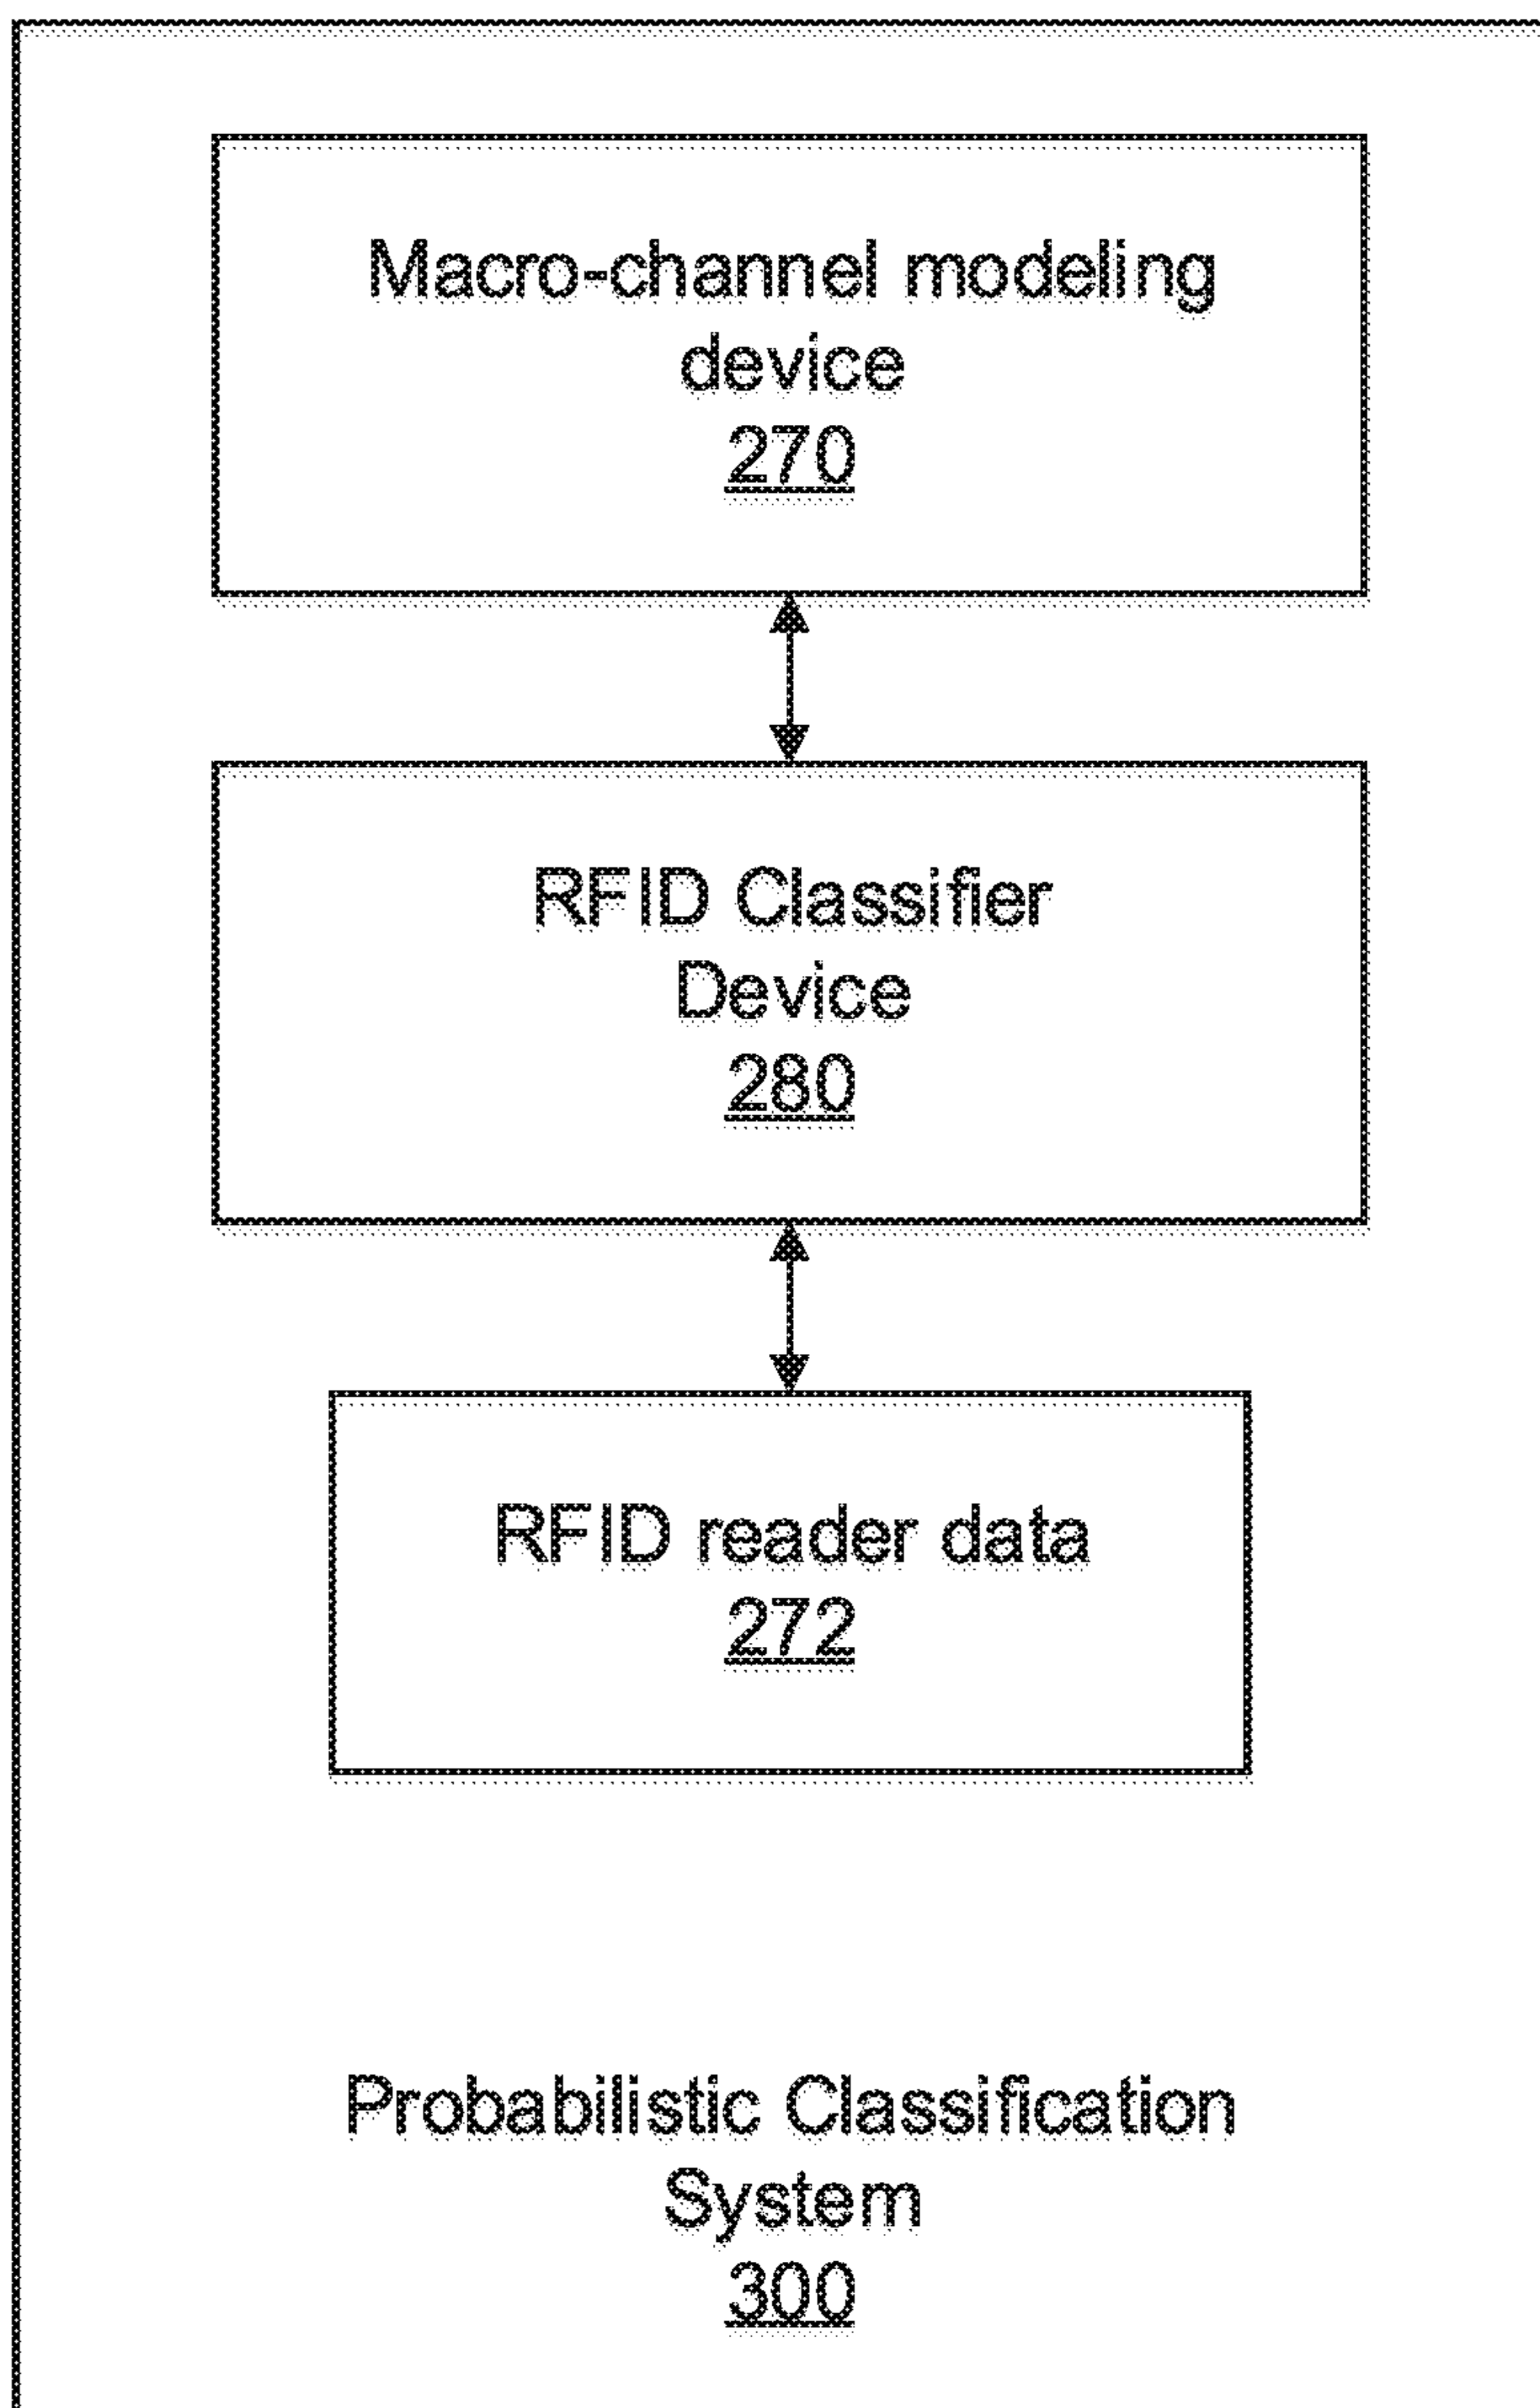 Macro-channel modeling
device
270
RFID Classifier
Device
280
RFID reader data
272
Probabilistic Classification
System
300